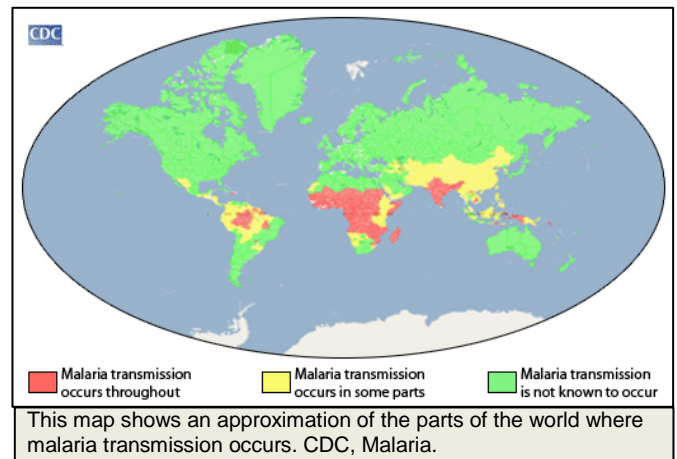 CDC
Malaria transmission
occurs throughout
Malaria transmission
occurs in some parts
Malaria transmission
is not known to occur
This map shows an approximation of the parts of the world where
malaria transmission occurs. CDC, Malaria.